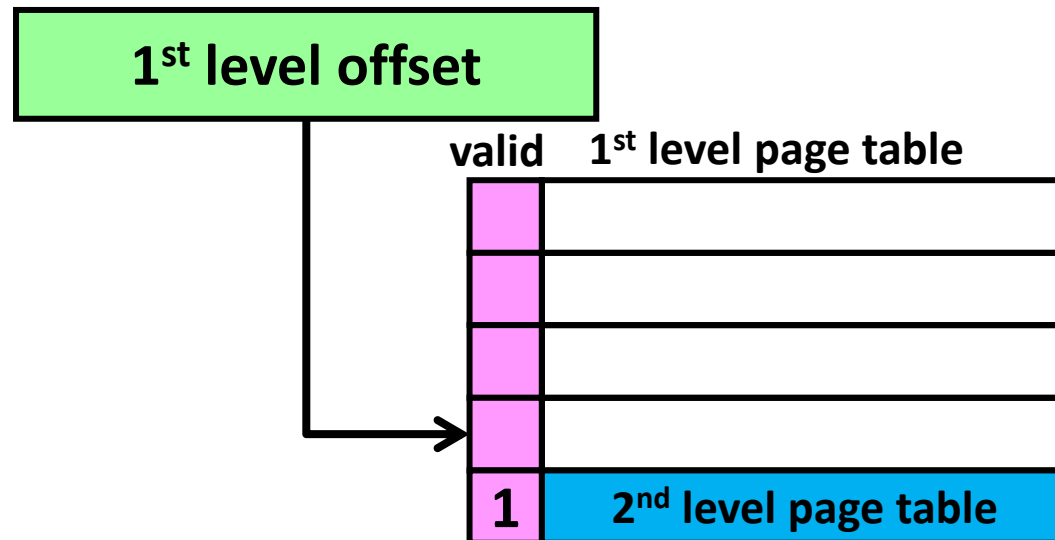 1st level offset
valid 1st level page table
1 2nd level page table